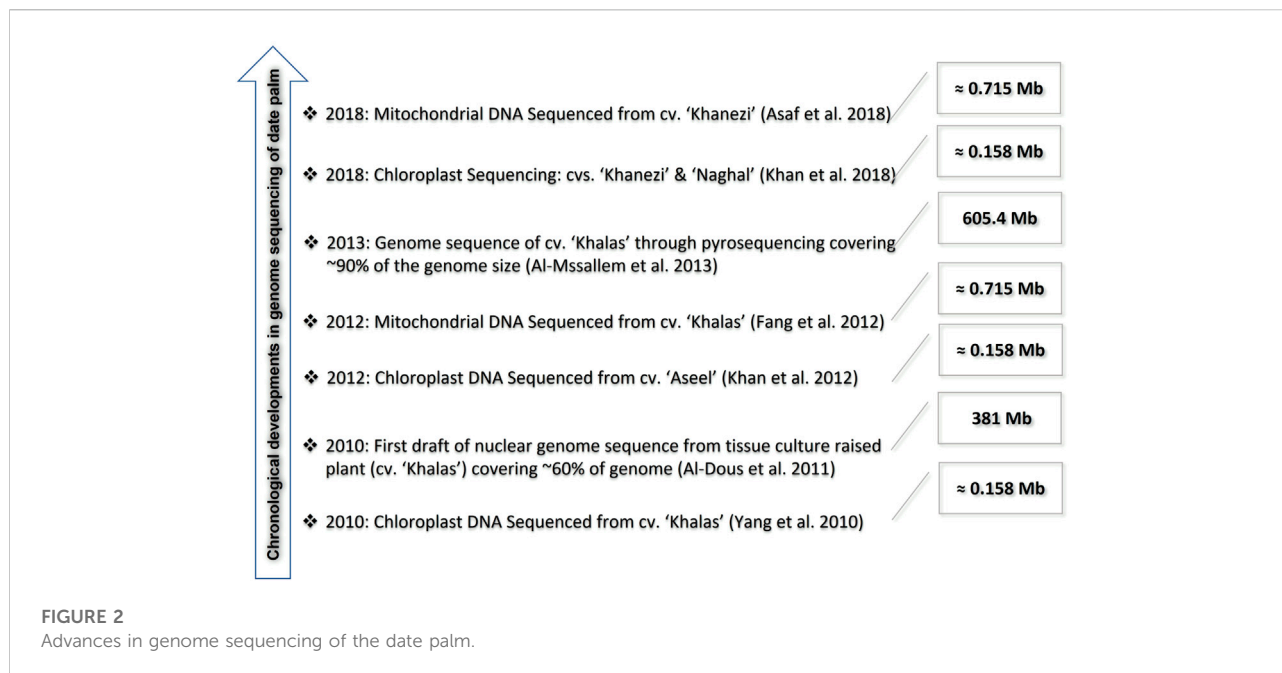 Chronological developments in genome sequencing of date palm
❖ 2018: Mitochondrial DNA Sequenced from cv. ‘Khanezi’ (Asaf et al. 2018)
≈ 0.715 Mb
❖ 2018: Chloroplast Sequencing: cvs. ‘Khanezi’ & ‘Naghal’ (Khan et al. 2018)
≈ 0.158 Mb
❖ 2013: Genome sequence of cv. ‘Khalas’ through pyrosequencing covering
~90% of the genome size (Al-Mssallem et al. 2013)
605.4 Mb
❖ 2012: Mitochondrial DNA Sequenced from cv. ‘Khalas’ (Fang et al. 2012)
≈ 0.715 Mb
❖ 2012: Chloroplast DNA Sequenced from cv. ‘Aseel’ (Khan et al. 2012)
≈ 0.158 Mb
❖ 2010: First draft of nuclear genome sequence from tissue culture raised
plant (cv. ‘Khalas’) covering ~60% of genome (Al-Dous et al. 2011)
381 Mb
❖ 2010: Chloroplast DNA Sequenced from cv. ‘Khalas’ (Yang et al. 2010)
≈ 0.158 Mb
FIGURE 2
Advances in genome sequencing of the date palm.